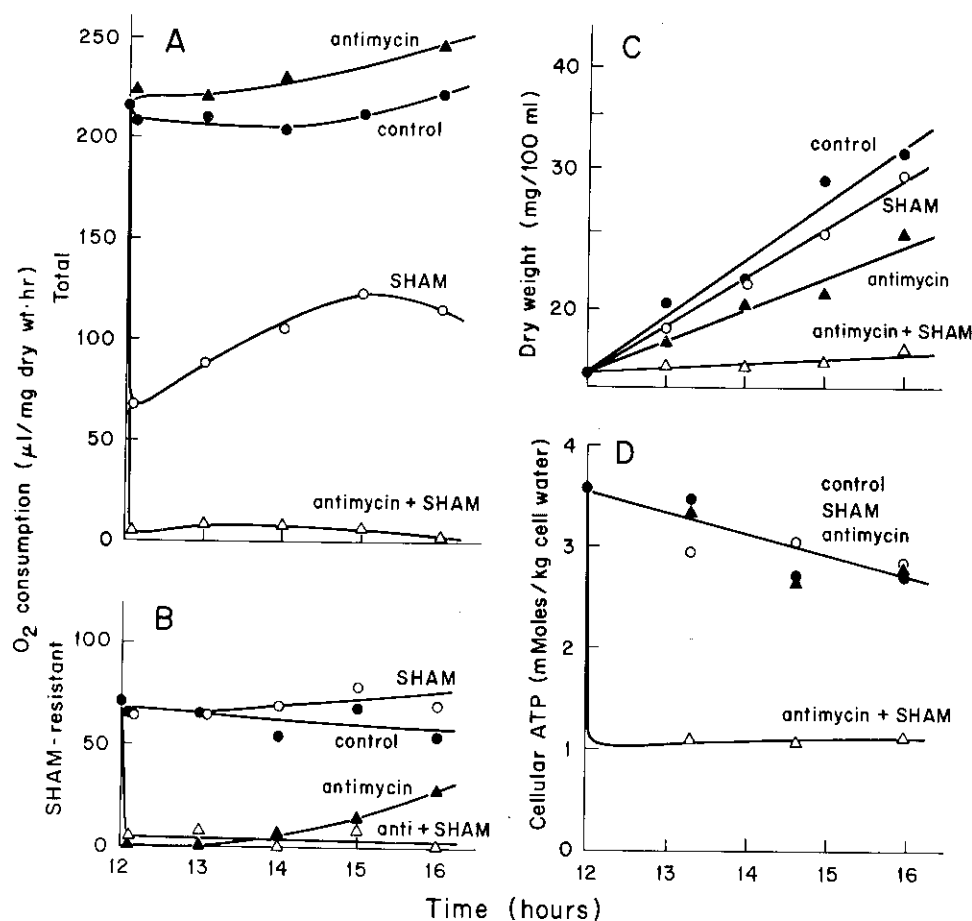 A
250
200
150
100
50
0
antimycin
control
SHAM
antimycin + SHAM
O₂ consumption (μl/mg dry wt·hr)
Total
B
100
50
0
SHAM
control
antimycin
anti + SHAM
SHAM-resistant
12 13 14 15 16
C
40
30
20
control
SHAM
antimycin
antimycin + SHAM
Dry weight (mg/100 ml)
D
4
3
2
1
0
control
SHAM
antimycin
antimycin + SHAM
Cellular ATP (mMoles/kg cell water)
12 13 14 15 16
Time (hours)